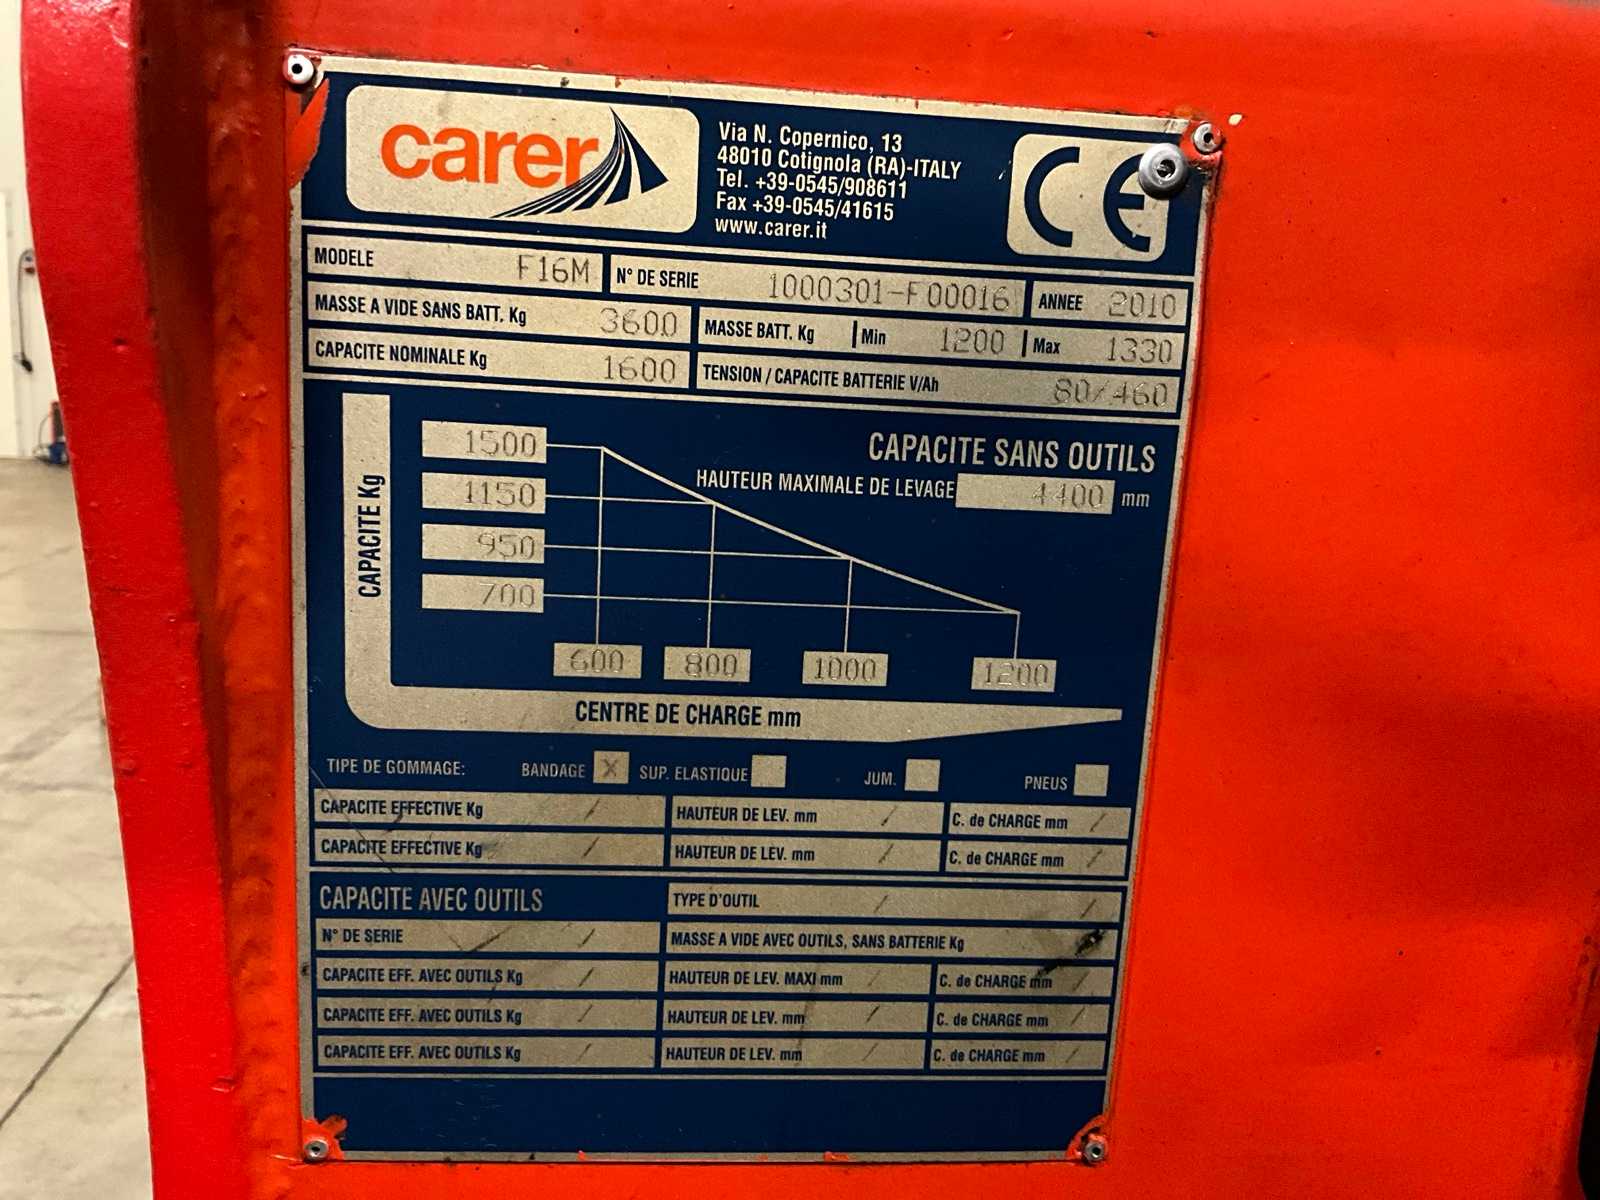 carer
Via N. Copernico, 13
48010 Cotignola (RA)-ITALY
Tel. +39-0545/908611
Fax +39-0545/41615
www.carer.it
CE
MODELE F16M N° DE SERIE 1000301-F00016 ANNEE 2010
MASSE A VIDE SANS BATT. Kg 3600 MASSE BATT. Kg Min 1200 Max 1330
CAPACITE NOMINALE Kg 1600 TENSION / CAPACITE BATTERIE V/Ah 80/460
CAPACITE SANS OUTILS
HAUTEUR MAXIMALE DE LEVAGE 4400 mm
CAPACITE Kg
1500
1150
950
700
600 800 1000 1200
CENTRE DE CHARGE mm
TIPE DE GOMMAGE: BANDAGE X SUP. ELASTIQUE JUM. PNEUS
CAPACITE EFFECTIVE Kg / HAUTEUR DE LEV. mm / C. de CHARGE mm /
CAPACITE EFFECTIVE Kg / HAUTEUR DE LEV. mm / C. de CHARGE mm /
CAPACITE AVEC OUTILS TYPE D'OUTIL / /
N° DE SERIE / MASSE A VIDE AVEC OUTILS, SANS BATTERIE Kg
CAPACITE EFF. AVEC OUTILS Kg / HAUTEUR DE LEV. MAXI mm / C. de CHARGE mm /
CAPACITE EFF. AVEC OUTILS Kg / HAUTEUR DE LEV. mm / C. de CHARGE mm /
CAPACITE EFF. AVEC OUTILS Kg / HAUTEUR DE LEV. mm / C. de CHARGE mm /